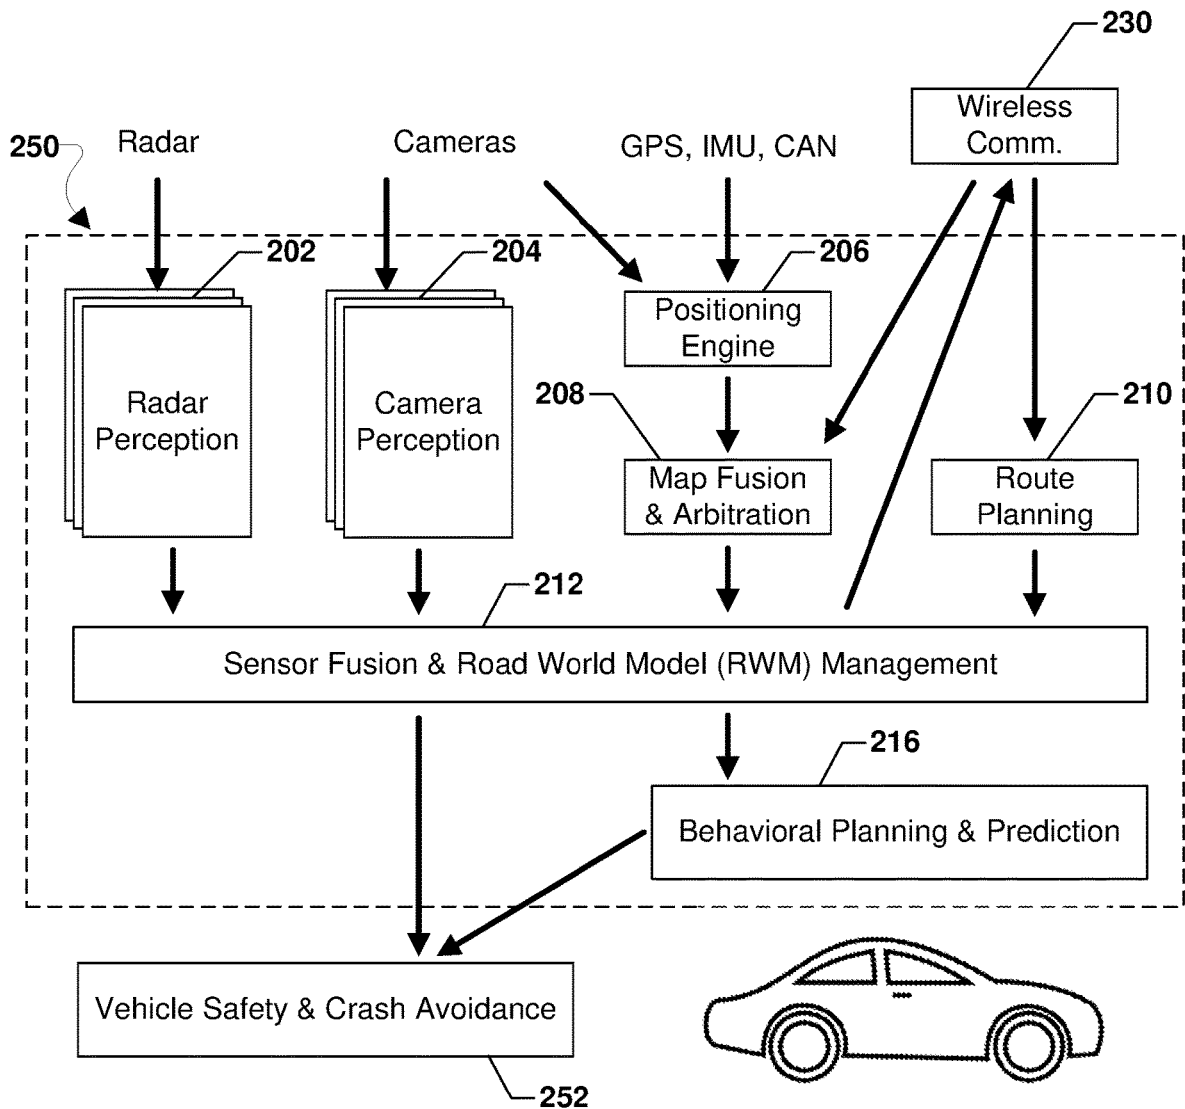 230
Wireless
Comm.
250
Radar
Cameras
GPS, IMU, CAN
202
204
206
Positioning
Engine
208
210
Radar
Perception
Camera
Perception
Map Fusion
& Arbitration
Route
Planning
212
Sensor Fusion & Road World Model (RWM) Management
216
Behavioral Planning & Prediction
Vehicle Safety & Crash Avoidance
252